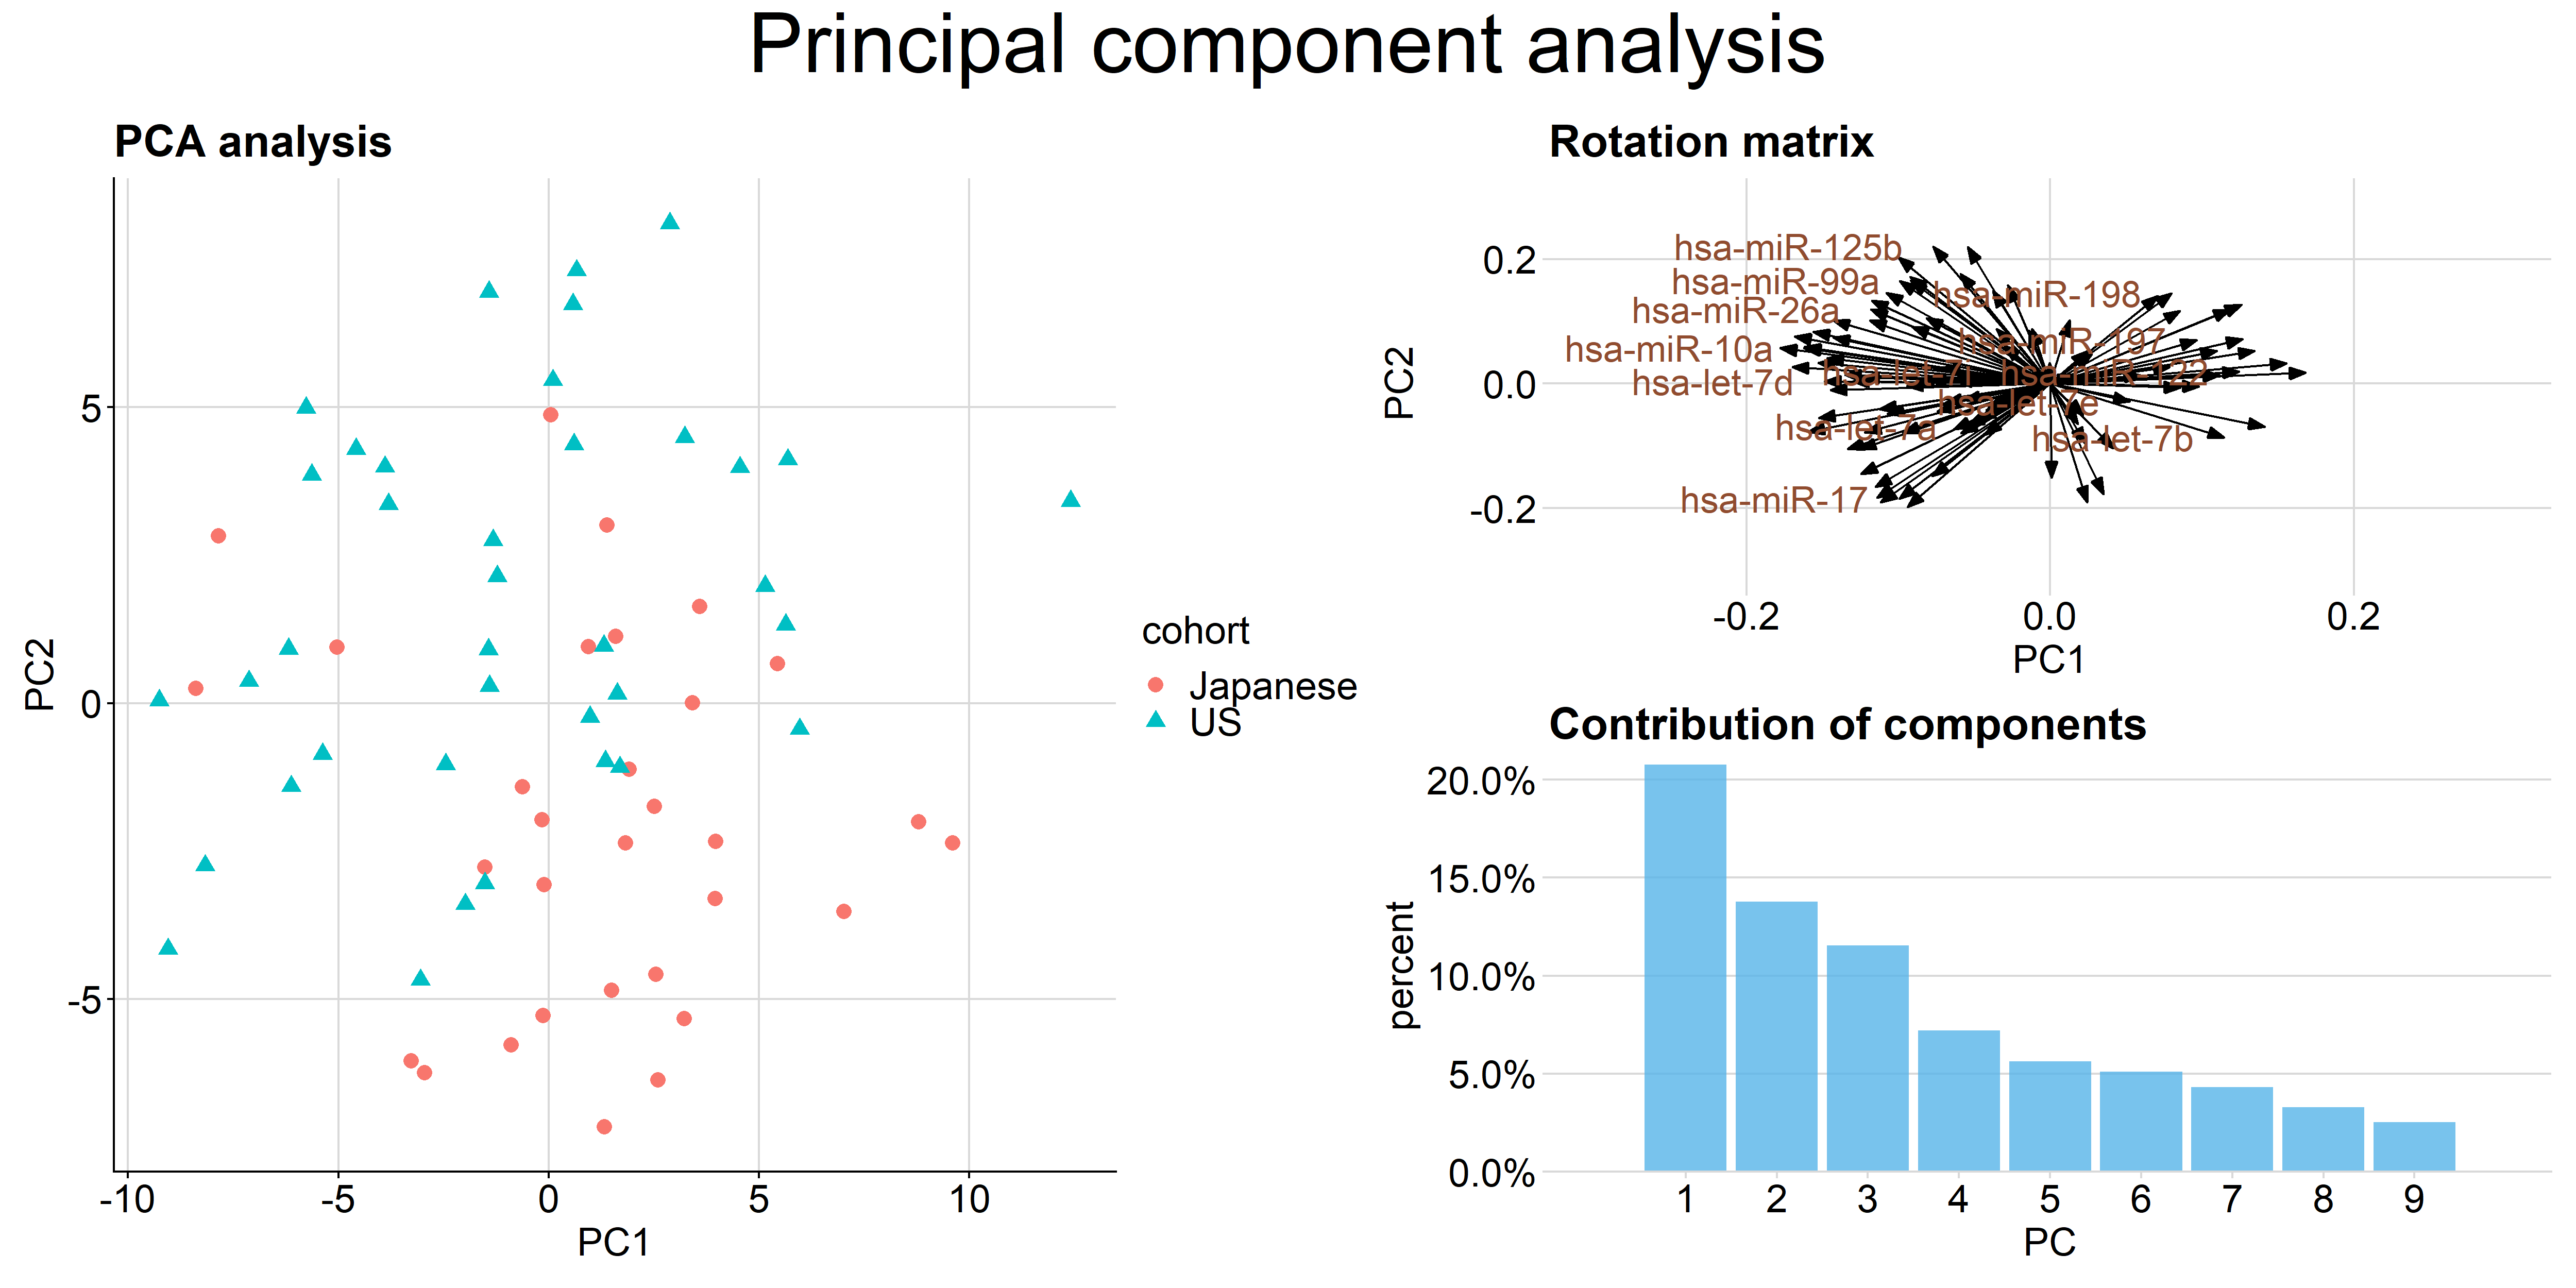 Principal component analysis
PCA analysis
PC2
5
0
-5
-10 -5 0 5 10
PC1
cohort
Japanese
US
Rotation matrix
PC2
0.2
0.0
-0.2
hsa-miR-125b
hsa-miR-99a
hsa-miR-198
hsa-miR-26a
hsa-miR-197
hsa-miR-10a
hsa-let-7i
hsa-miR-122
hsa-let-7d
hsa-let-7e
hsa-let-7a
hsa-let-7b
hsa-miR-17
-0.2 0.0 0.2
PC1
Contribution of components
percent
20.0%
15.0%
10.0%
5.0%
0.0%
1 2 3 4 5 6 7 8 9
PC